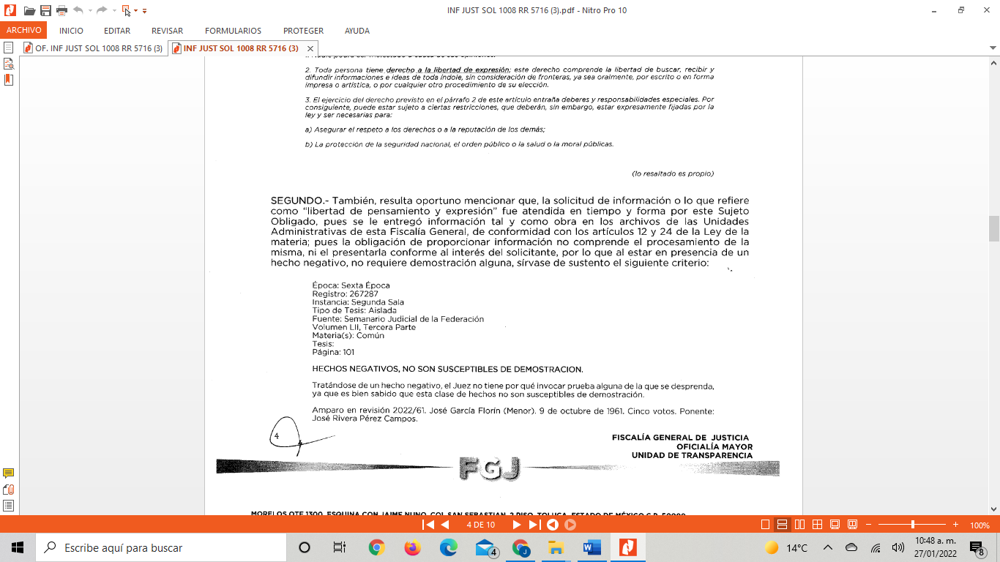 INF JUST SOL 1008 RR 5716 (3).pdf - Nitro Pro 10
ARCHIVO INICIO EDITAR REVISAR FORMULARIOS PROTEGER AYUDA
OF. INF JUST SOL 1008 RR 5716 (3) INF JUST SOL 1008 RR 5716 (3)
2. Toda persona tiene derecho a la libertad de expresión; este derecho comprende la libertad de buscar, recibir y
difundir informaciones e ideas de toda índole, sin consideración de fronteras, ya sea oralmente, por escrito o en forma
impresa o artística, o por cualquier otro procedimiento de su elección.
3. El ejercicio del derecho previsto en el párrafo 2 de este artículo entraña deberes y responsabilidades especiales. Por
consiguiente, puede estar sujeto a ciertas restricciones, que deberán, sin embargo, estar expresamente fijadas por la
ley y ser necesarias para:
a) Asegurar el respeto a los derechos o a la reputación de los demás;
b) La protección de la seguridad nacional, el orden público o la salud o la moral públicas.
(lo resaltado es propio)
SEGUNDO.- También, resulta oportuno mencionar que, la solicitud de información o lo que refiere
como “libertad de pensamiento y expresión” fue atendida en tiempo y forma por este Sujeto
Obligado, pues se le entregó información tal y como obra en los archivos de las Unidades
Administrativas de esta Fiscalía General, de conformidad con los artículos 12 y 24 de la Ley de la
materia; pues la obligación de proporcionar información no comprende el procesamiento de la
misma, ni el presentarla conforme al interés del solicitante, por lo que al estar en presencia de un
hecho negativo, no requiere demostración alguna, sírvase de sustento el siguiente criterio:
Época: Sexta Época
Registro: 267287
Instancia: Segunda Sala
Tipo de Tesis: Aislada
Fuente: Semanario Judicial de la Federación
Volumen LII, Tercera Parte
Materia(s): Común
Tesis:
Página: 101
HECHOS NEGATIVOS, NO SON SUSCEPTIBLES DE DEMOSTRACION.
Tratándose de un hecho negativo, el Juez no tiene por qué invocar prueba alguna de la que se desprenda,
ya que es bien sabido que esta clase de hechos no son susceptibles de demostración.
Amparo en revisión 2022/61. José García Florín (Menor). 9 de octubre de 1961. Cinco votos. Ponente:
José Rivera Pérez Campos.
4
FISCALÍA GENERAL DE JUSTICIA
OFICIALÍA MAYOR
UNIDAD DE TRANSPARENCIA
FGJ
MORELOS OTE 1300, ESQUINA CON JAIME NUNO, COL SAN SEBASTIAN, 2 PISO, TOLUCA, ESTADO DE MÉXICO C.P. 50090
4 DE 10
100%
Escribe aquí para buscar
4
14°C
10:48 a. m.
27/01/2022
8